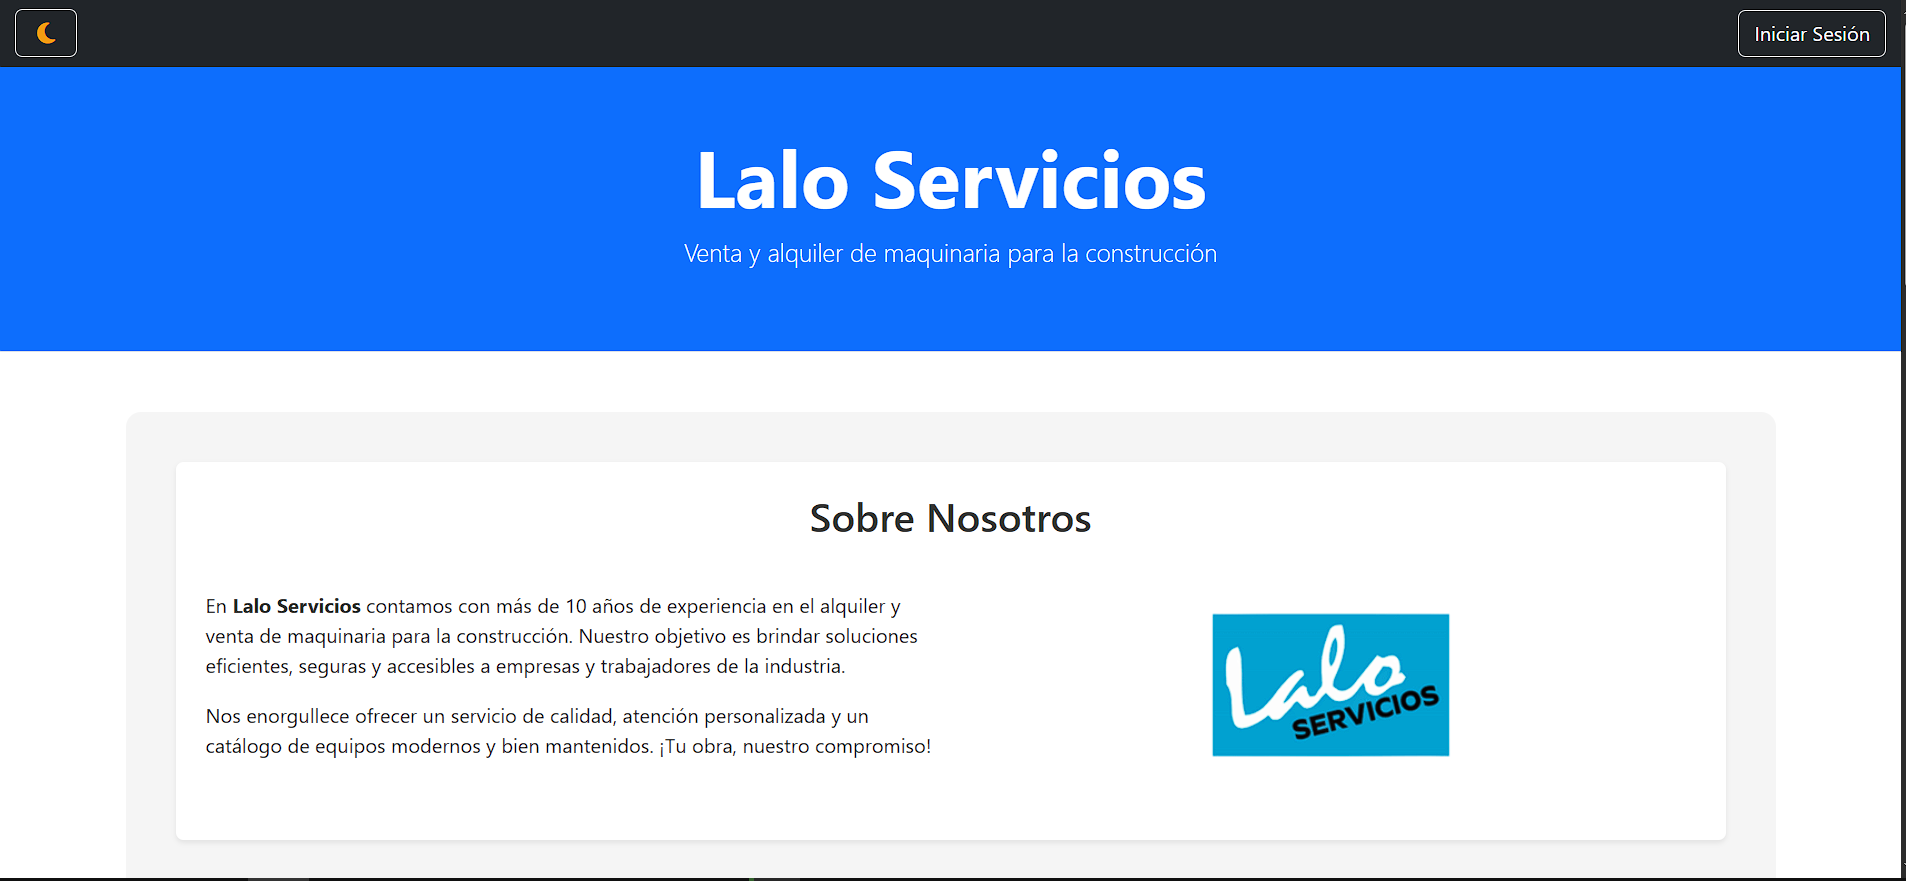 Iniciar Sesión
Lalo Servicios
Venta y alquiler de maquinaria para la construcción
Sobre Nosotros
En Lalo Servicios contamos con más de 10 años de experiencia en el alquiler y
venta de maquinaria para la construcción. Nuestro objetivo es brindar soluciones
eficientes, seguras y accesibles a empresas y trabajadores de la industria.
Nos enorgullece ofrecer un servicio de calidad, atención personalizada y un
catálogo de equipos modernos y bien mantenidos. ¡Tu obra, nuestro compromiso!
Lalo
SERVICIOS